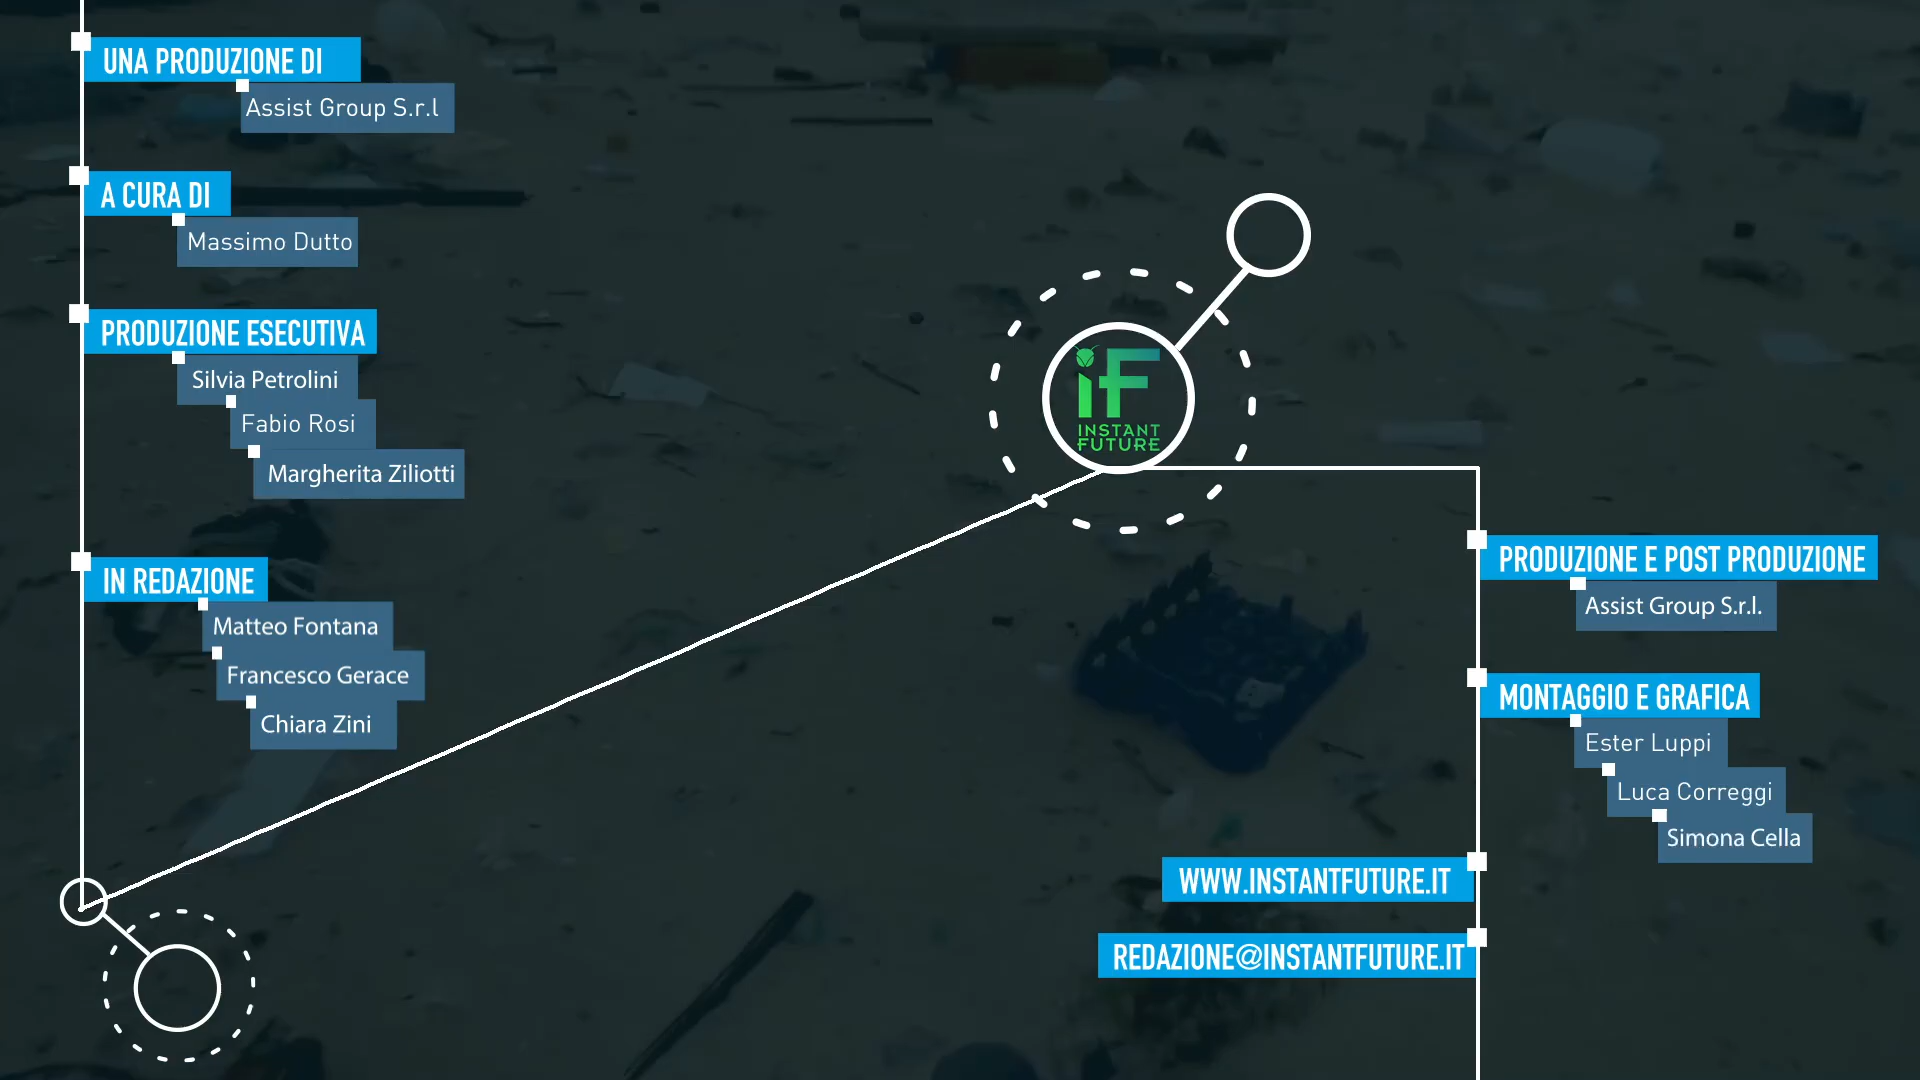 UNA PRODUZIONE DI
Assist Group S.r.l
A CURA DI
Massimo Dutto
PRODUZIONE ESECUTIVA
Silvia Petrolini
Fabio Rosi
Margherita Ziliotti
IN REDAZIONE
Matteo Fontana
Francesco Gerace
Chiara Zini
iF
INSTANT
FUTURE
PRODUZIONE E POST PRODUZIONE
Assist Group S.r.l.
MONTAGGIO E GRAFICA
Ester Luppi
Luca Correggi
Simona Cella
WWW.INSTANTFUTURE.IT
REDAZIONE@INSTANTFUTURE.IT